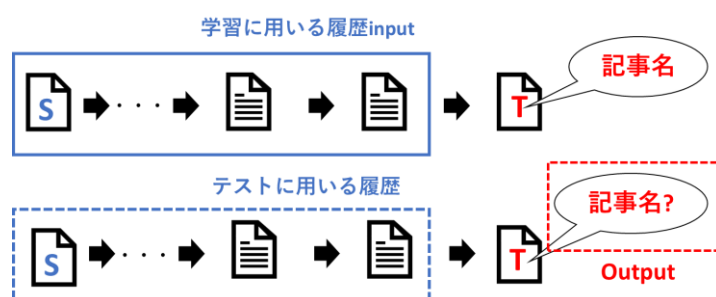 学習に用いる履歴input
S
・・・
T
記事名
テストに用いる履歴
S
・・・
T
記事名?
Output